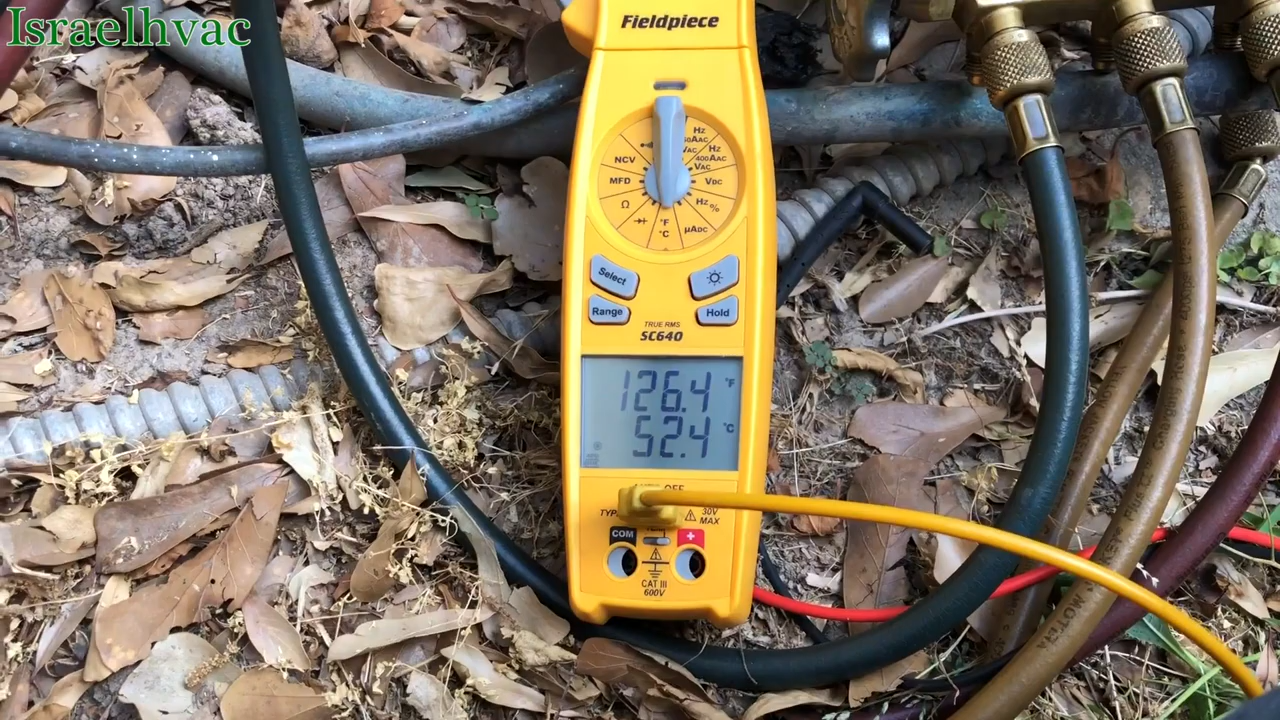 Israelhvac
Fieldpiece
Hz
Hz
400AAC
VAC
VDC
Hz%
µADC
°F
°C
Ω
MFD
NCV
Select
Range
Hold
TRUE RMS
SC640
126.4 °F
52.4 °C
OFF
30V
MAX
COM
+
CAT III
600V